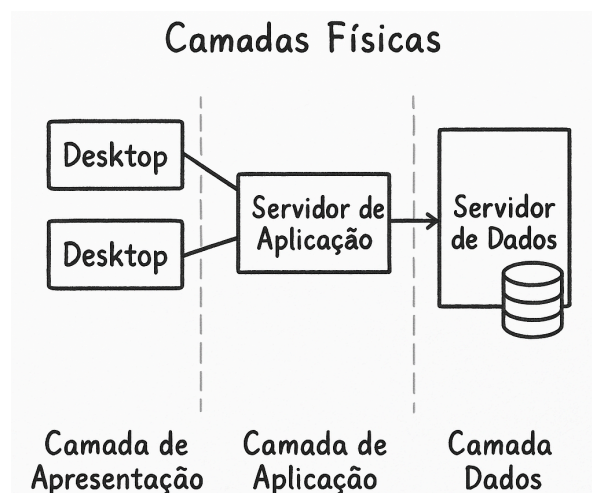 Camadas Físicas
Desktop
Desktop
Servidor de
Aplicação
Servidor
de Dados
Camada de
Apresentação
Camada de
Aplicação
Camada
Dados